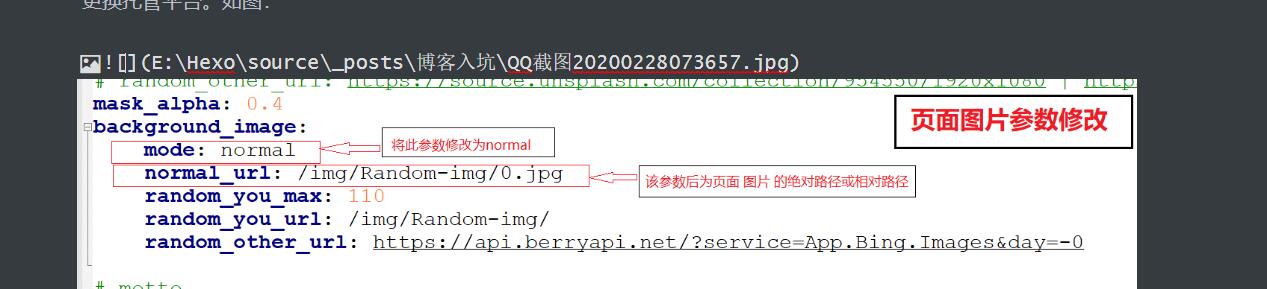 更换托管平台。如图：
![](E:\Hexo\source\_posts\博客入坑\QQ截图20200228073657.jpg)
# random_other_url: https://source.unsplash.com/collection/954550/1920x1080 | http
mask_alpha: 0.4
页面图片参数修改
background_image:
mode: normal
将此参数修改为normal
normal_url: /img/Random-img/0.jpg
该参数后为页面 图片 的绝对路径或相对路径
random_you_max: 110
random_you_url: /img/Random-img/
random_other_url: https://api.berryapi.net/?service=App.Bing.Images&day=-0
# motto